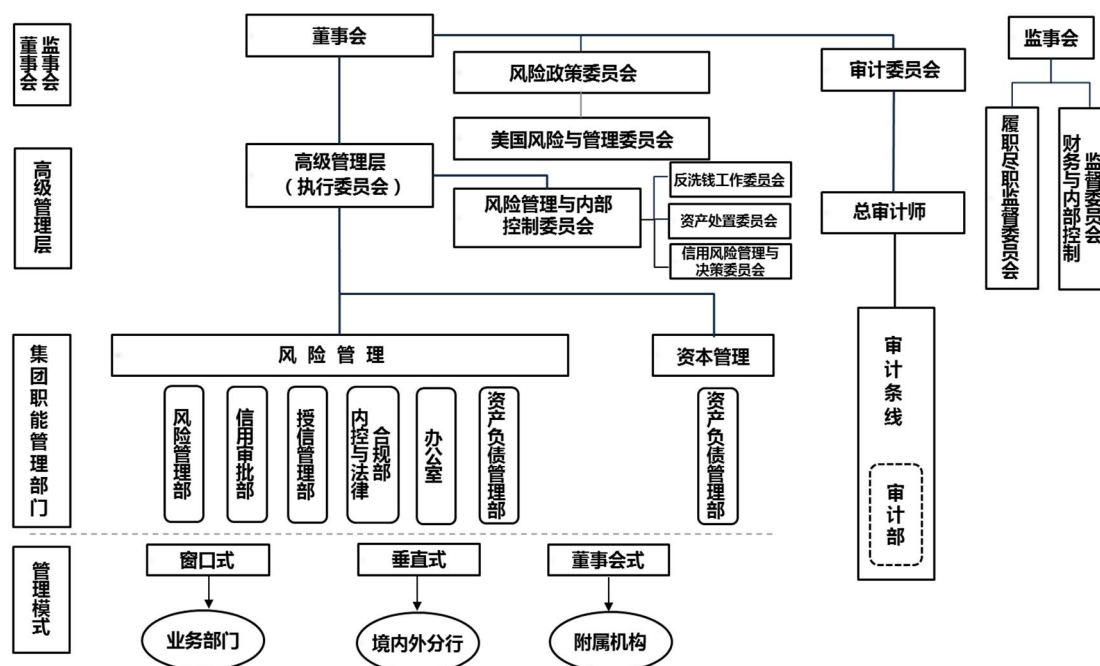 董事会
监事会
董事会
风险政策委员会
审计委员会
监事会
美国风险与管理委员会
高级管理层
高级管理层
（执行委员会）
风险管理与内部
控制委员会
反洗钱工作委员会
资产处置委员会
信用风险管理与
决策委员会
总审计师
履职尽职监督委员会
财务与内部控制
监督委员会
集团职能管理部门
风险管理
资本管理
审计条线
风险管理部
信用审批部
授信管理部
内控与法律
合规部
办公室
资产负债管理部
资产负债管理部
审计部
管理模式
窗口式
垂直式
董事会式
业务部门
境内外分行
附属机构